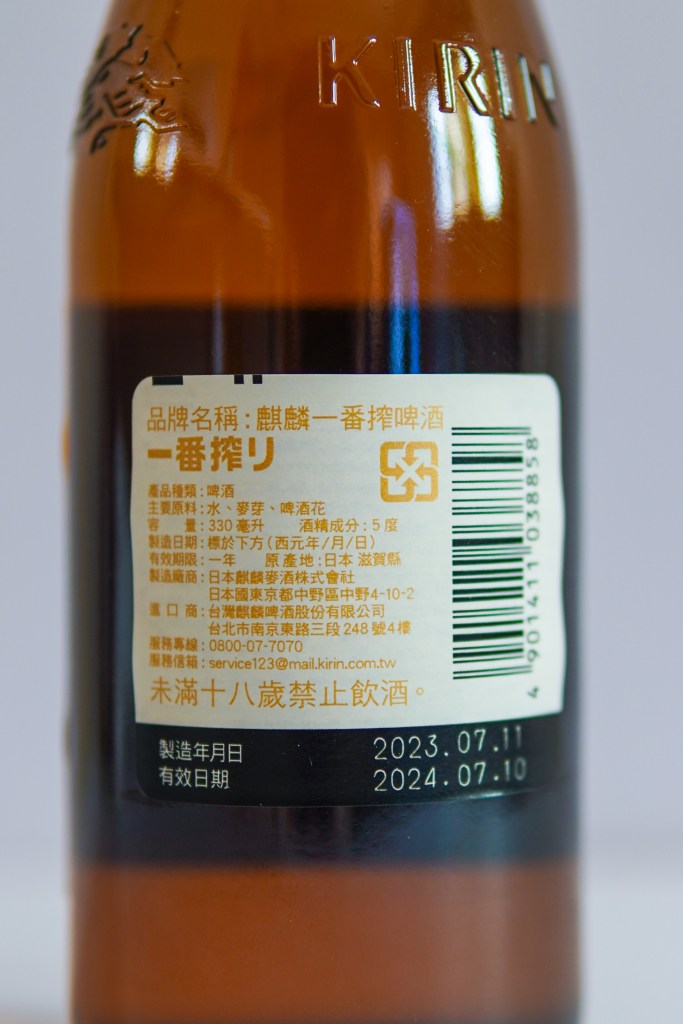 KIRIN
品牌名稱:麒麟一番搾啤酒
一番搾り
產品種類:啤酒
主要原料:水、麥芽、啤酒花
容 量:330毫升 酒精成分:5度
製造日期:標於下方(西元年/月/日)
有效期限:一年 原產地:日本 滋賀縣
製造廠商:日本麒麟麥酒株式會社
日本國東京都中野區中野4-10-2
進口商:台灣麒麟啤酒股份有限公司
台北市南京東路三段248號4樓
服務專線:0800-07-7070
服務信箱:service123@mail.kirin.com.tw
未滿十八歲禁止飲酒。
4 901411 038858
製造年月日 2023.07.11
有效日期 2024.07.10